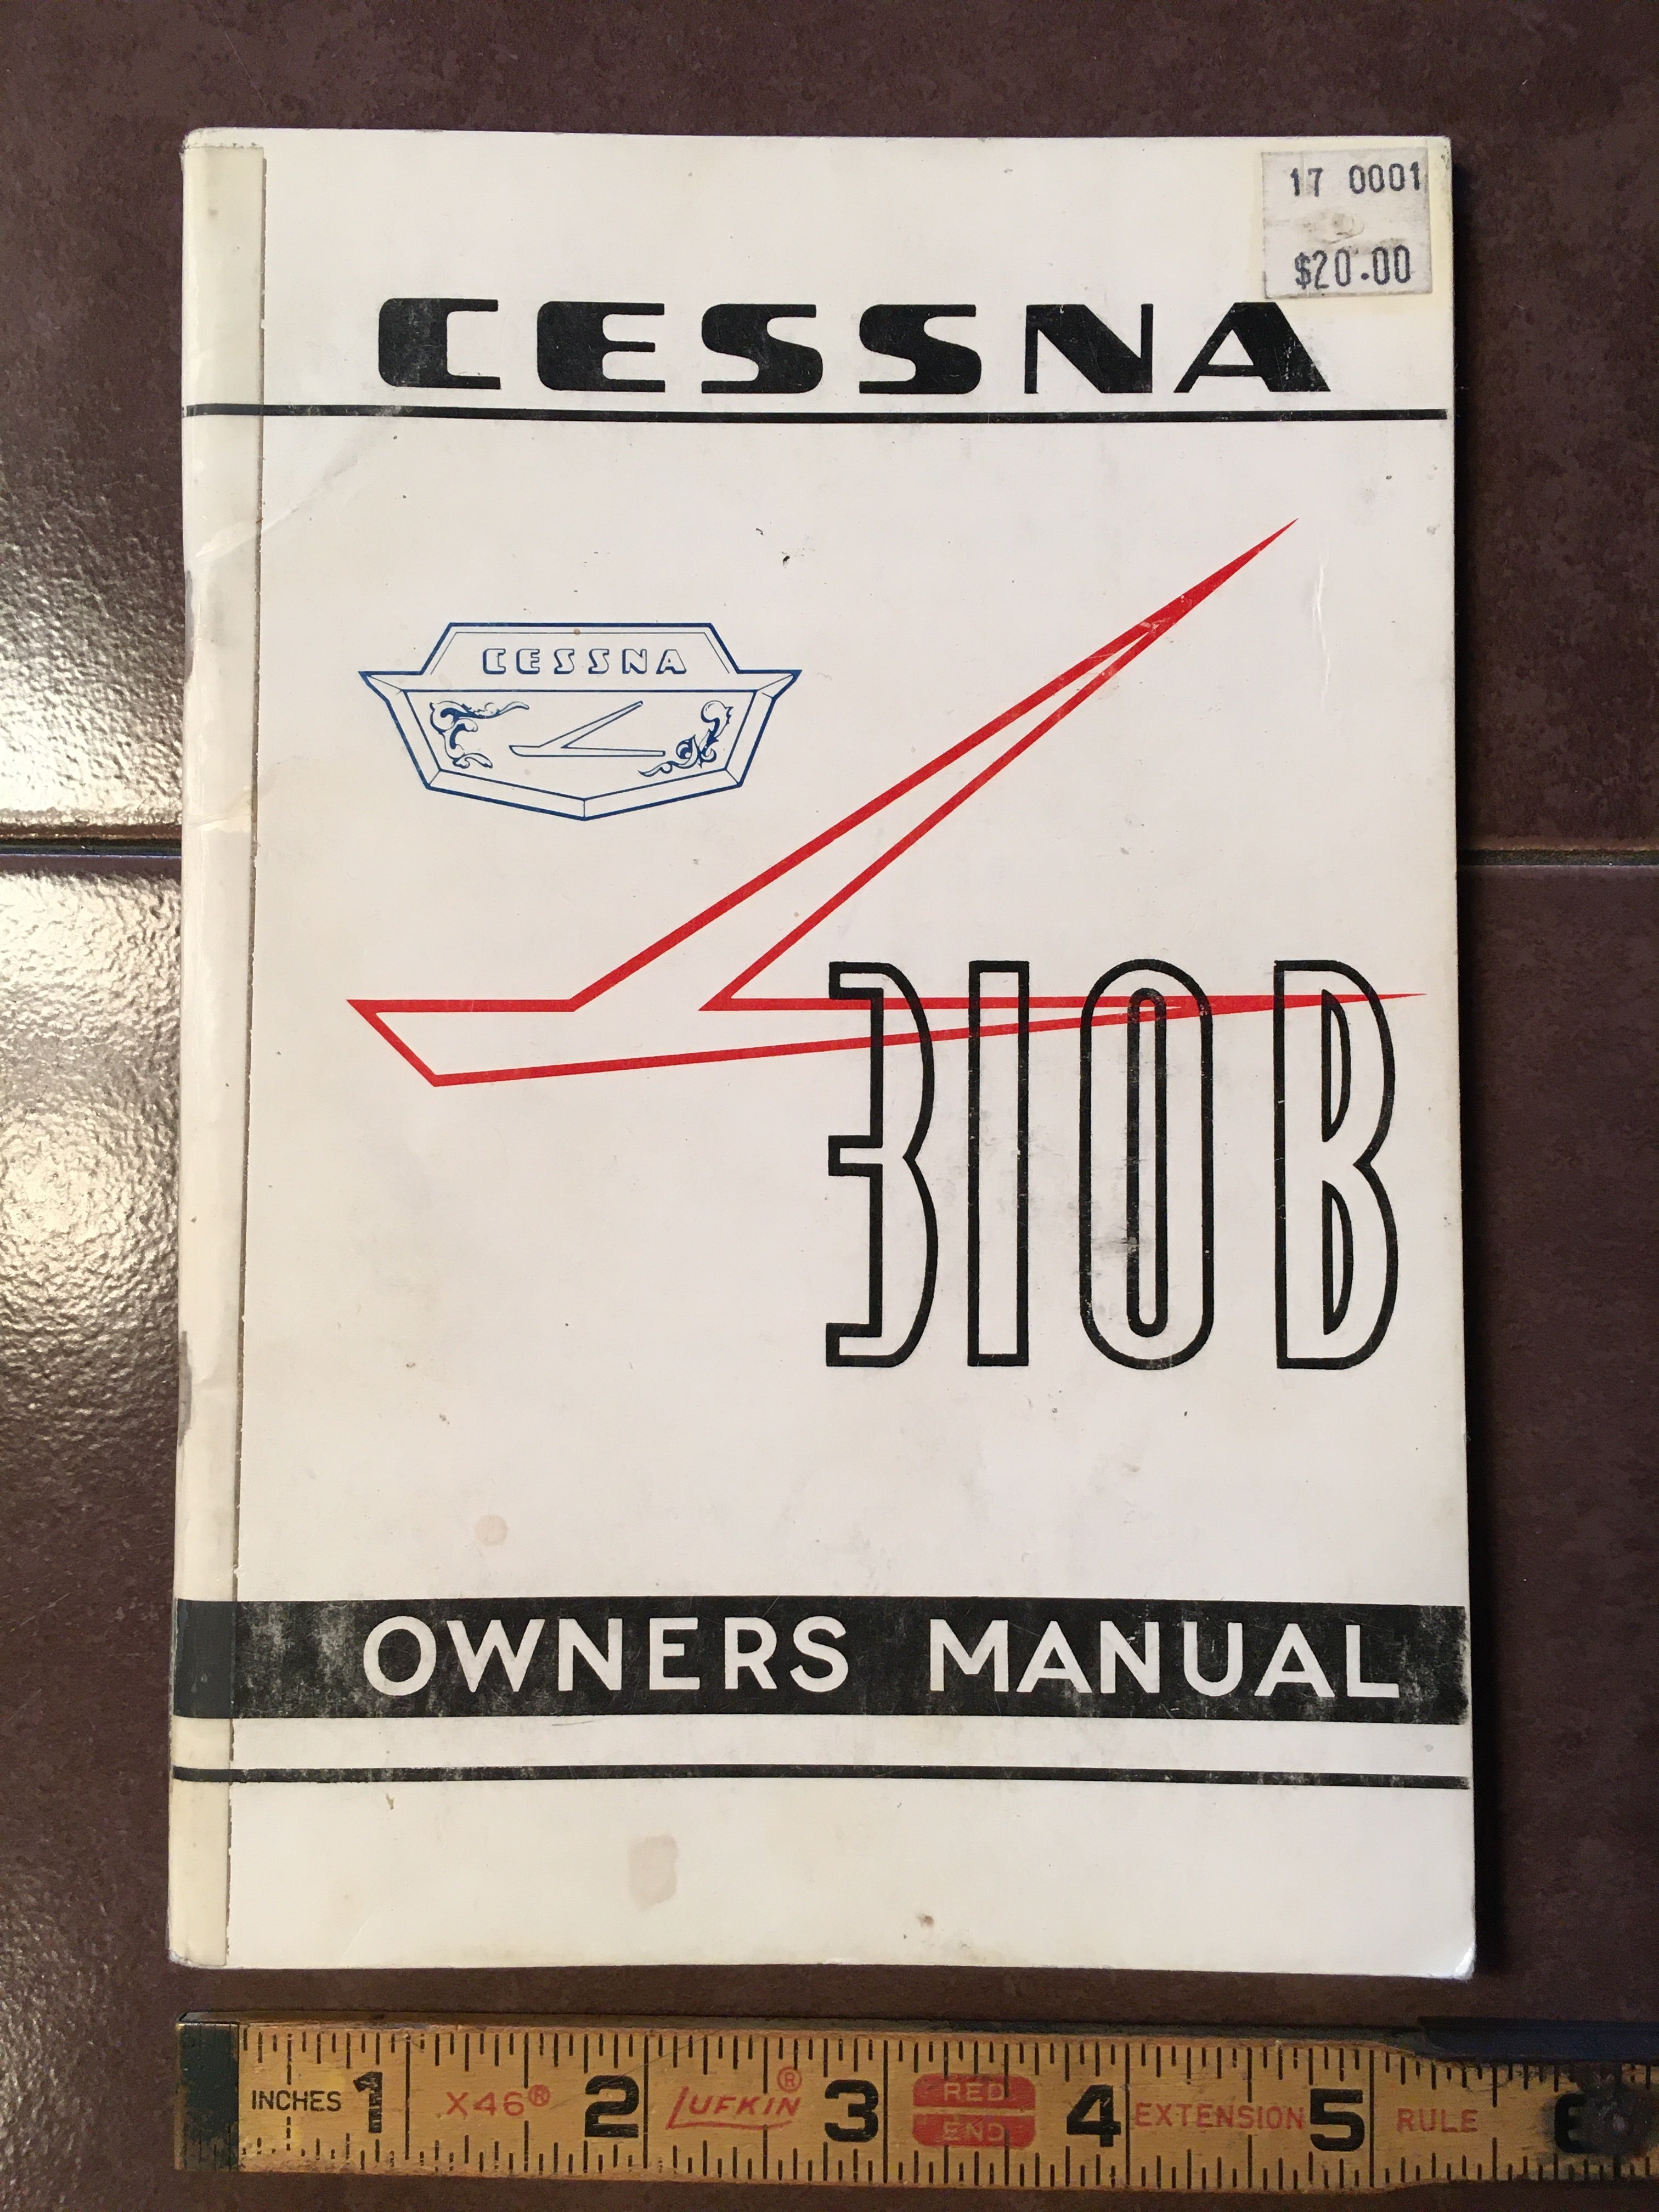 17 0001
$20.00
CESSNA
CESSNA
310B
OWNERS MANUAL
INCHES 1 X46® 2 LUFKIN® 3 RED END 4 EXTENSION 5 RULE 6